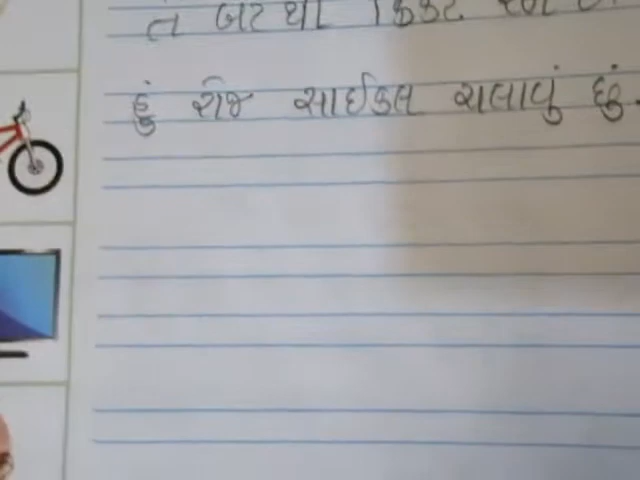 તે બેટ થી ક્રિકેટ
હું રોજ સાઈકલ ચલાવું છું.